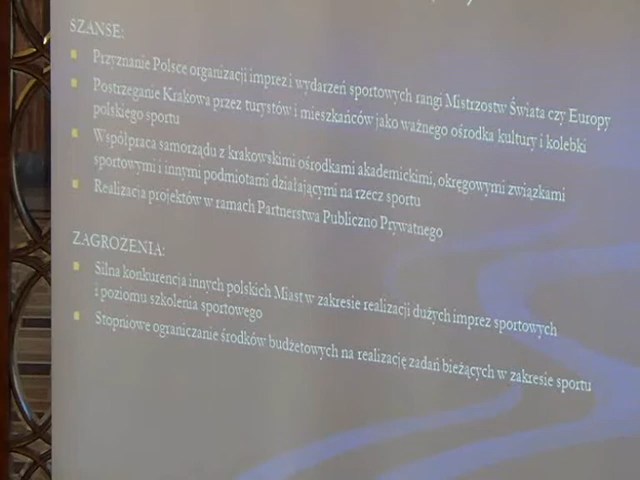 SZANSE:
Przyznanie Polsce organizacji imprez i wydarzeń sportowych rangi Mistrzostw Świata czy Europy
Postrzeganie Krakowa przez turystów i mieszkańców jako ważnego ośrodka kultury i kolebki
polskiego sportu
Współpraca samorządu z krakowskimi ośrodkami akademickimi, okręgowymi związkami
sportowymi i innymi podmiotami działającymi na rzecz sportu
Realizacja projektów w ramach Partnerstwa Publiczno Prywatnego
ZAGROŻENIA:
Silna konkurencja innych polskich Miast w zakresie realizacji dużych imprez sportowych
i poziomu szkolenia sportowego
Stopniowe ograniczanie środków budżetowych na realizację zadań bieżących w zakresie sportu